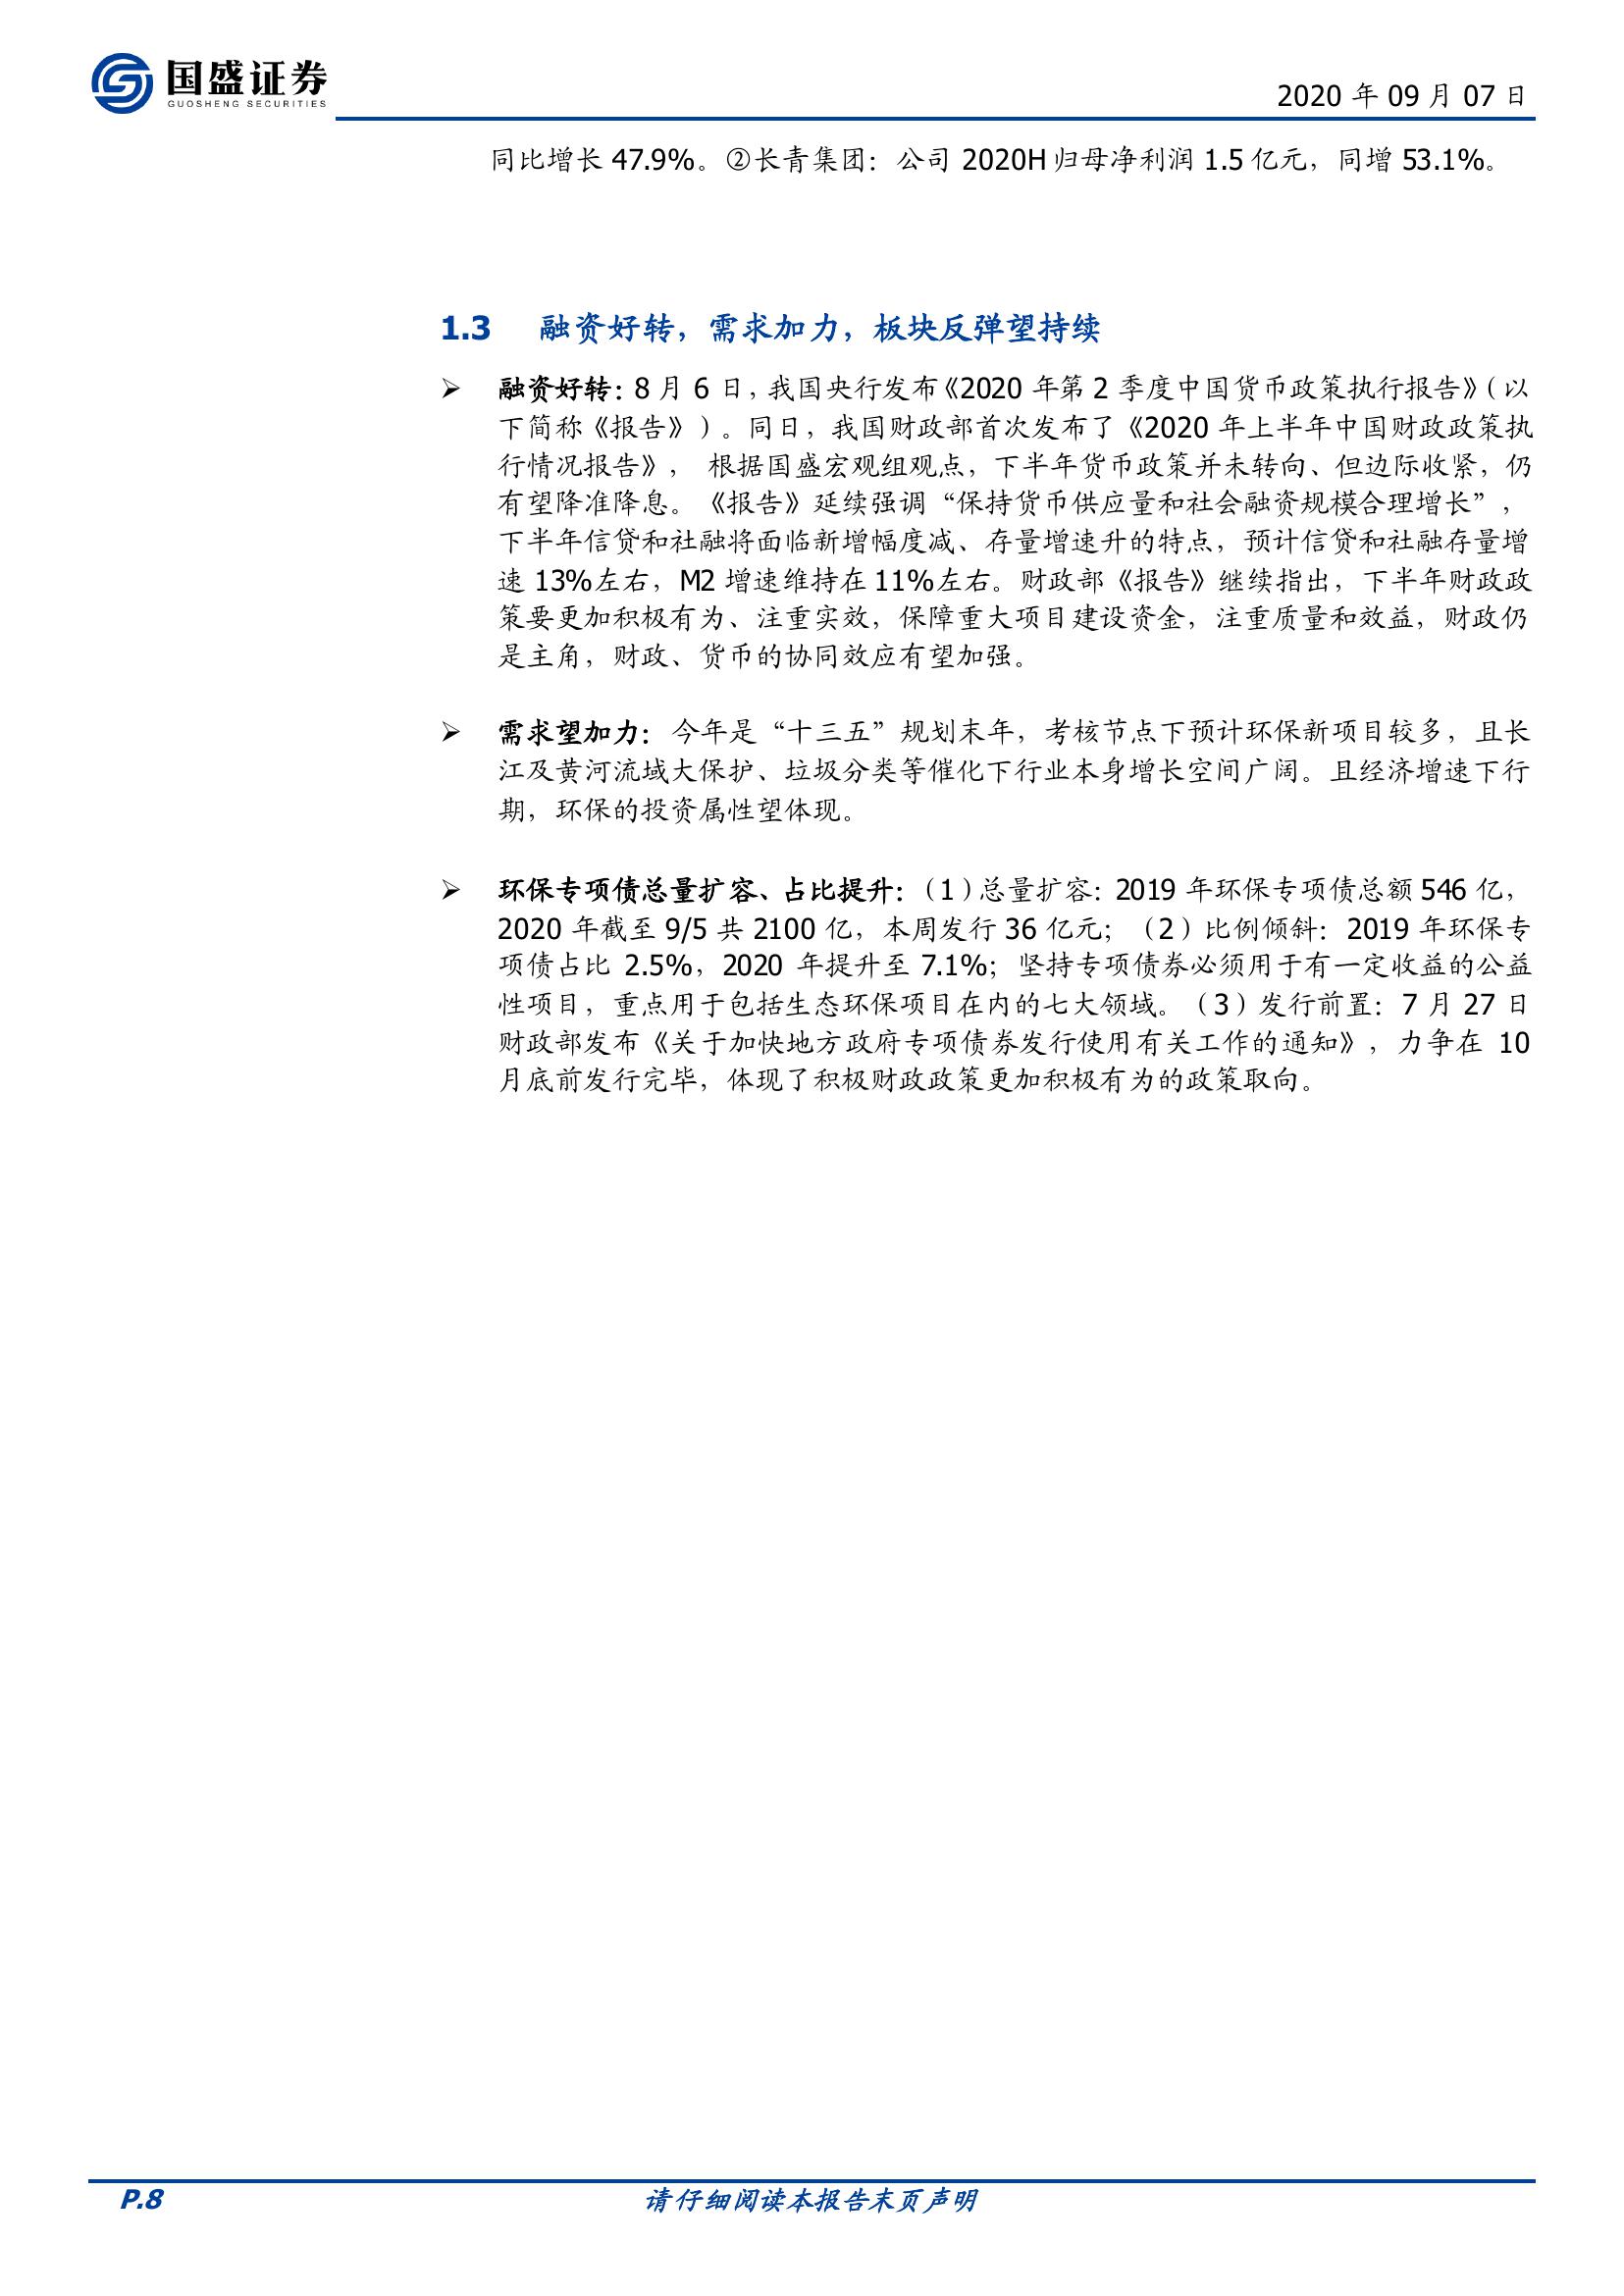 国盛证券
GUOSHENG SECURITIES
2020 年 09 月 07 日
同比增长 47.9%。②长青集团：公司 2020H 归母净利润 1.5 亿元，同增 53.1%。
1.3 融资好转，需求加力，板块反弹望持续
➢ 融资好转：8 月 6 日，我国央行发布《2020 年第 2 季度中国货币政策执行报告》（以
下简称《报告》）。同日，我国财政部首次发布了《2020 年上半年中国财政政策执
行情况报告》， 根据国盛宏观组观点，下半年货币政策并未转向、但边际收紧，仍
有望降准降息。《报告》延续强调“保持货币供应量和社会融资规模合理增长”，
下半年信贷和社融将面临新增幅度减、存量增速升的特点，预计信贷和社融存量增
速 13%左右，M2 增速维持在 11%左右。财政部《报告》继续指出，下半年财政政
策要更加积极有为、注重实效，保障重大项目建设资金，注重质量和效益，财政仍
是主角，财政、货币的协同效应有望加强。
➢ 需求望加力：今年是“十三五”规划末年，考核节点下预计环保新项目较多，且长
江及黄河流域大保护、垃圾分类等催化下行业本身增长空间广阔。且经济增速下行
期，环保的投资属性望体现。
➢ 环保专项债总量扩容、占比提升：（1）总量扩容：2019 年环保专项债总额 546 亿，
2020 年截至 9/5 共 2100 亿，本周发行 36 亿元；（2）比例倾斜：2019 年环保专
项债占比 2.5%，2020 年提升至 7.1%；坚持专项债券必须用于有一定收益的公益
性项目，重点用于包括生态环保项目在内的七大领域。（3）发行前置：7 月 27 日
财政部发布《关于加快地方政府专项债券发行使用有关工作的通知》，力争在 10
月底前发行完毕，体现了积极财政政策更加积极有为的政策取向。
P.8
请仔细阅读本报告末页声明